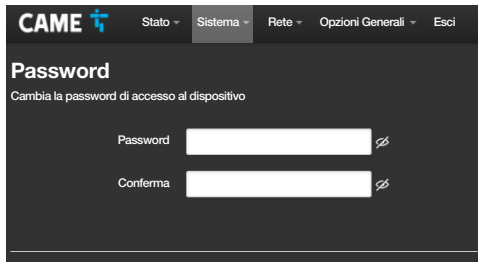 CAME Stato Sistema Rete Opzioni Generali Esci
Password
Cambia la password di accesso al dispositivo
Password
Conferma